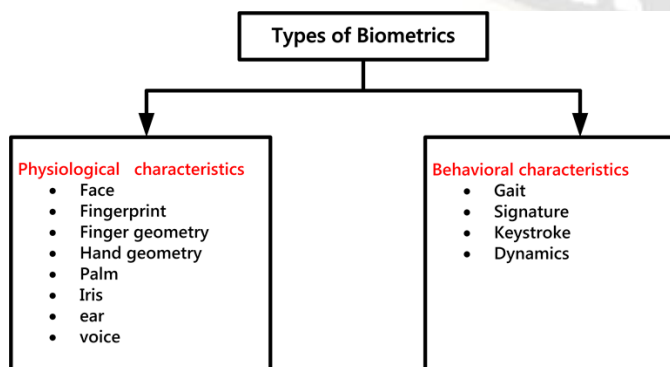 Types of Biometrics
Physiological characteristics
• Face
• Fingerprint
• Finger geometry
• Hand geometry
• Palm
• Iris
• ear
• voice
Behavioral characteristics
• Gait
• Signature
• Keystroke
• Dynamics